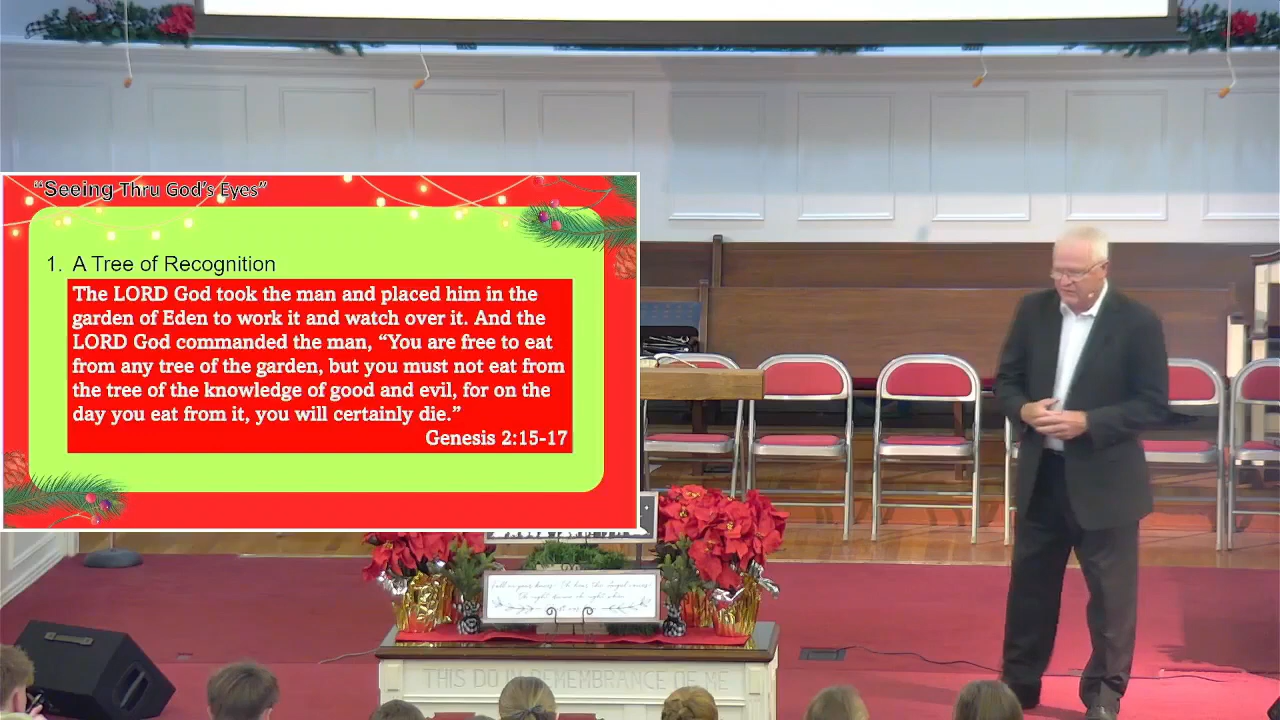 “Seeing Thru God’s Eyes”
1. A Tree of Recognition
The LORD God took the man and placed him in the
garden of Eden to work it and watch over it. And the
LORD God commanded the man, “You are free to eat
from any tree of the garden, but you must not eat from
the tree of the knowledge of good and evil, for on the
day you eat from it, you will certainly die.”
Genesis 2:15-17
Fall on your knees
THIS DO IN REMEMBRANCE OF ME